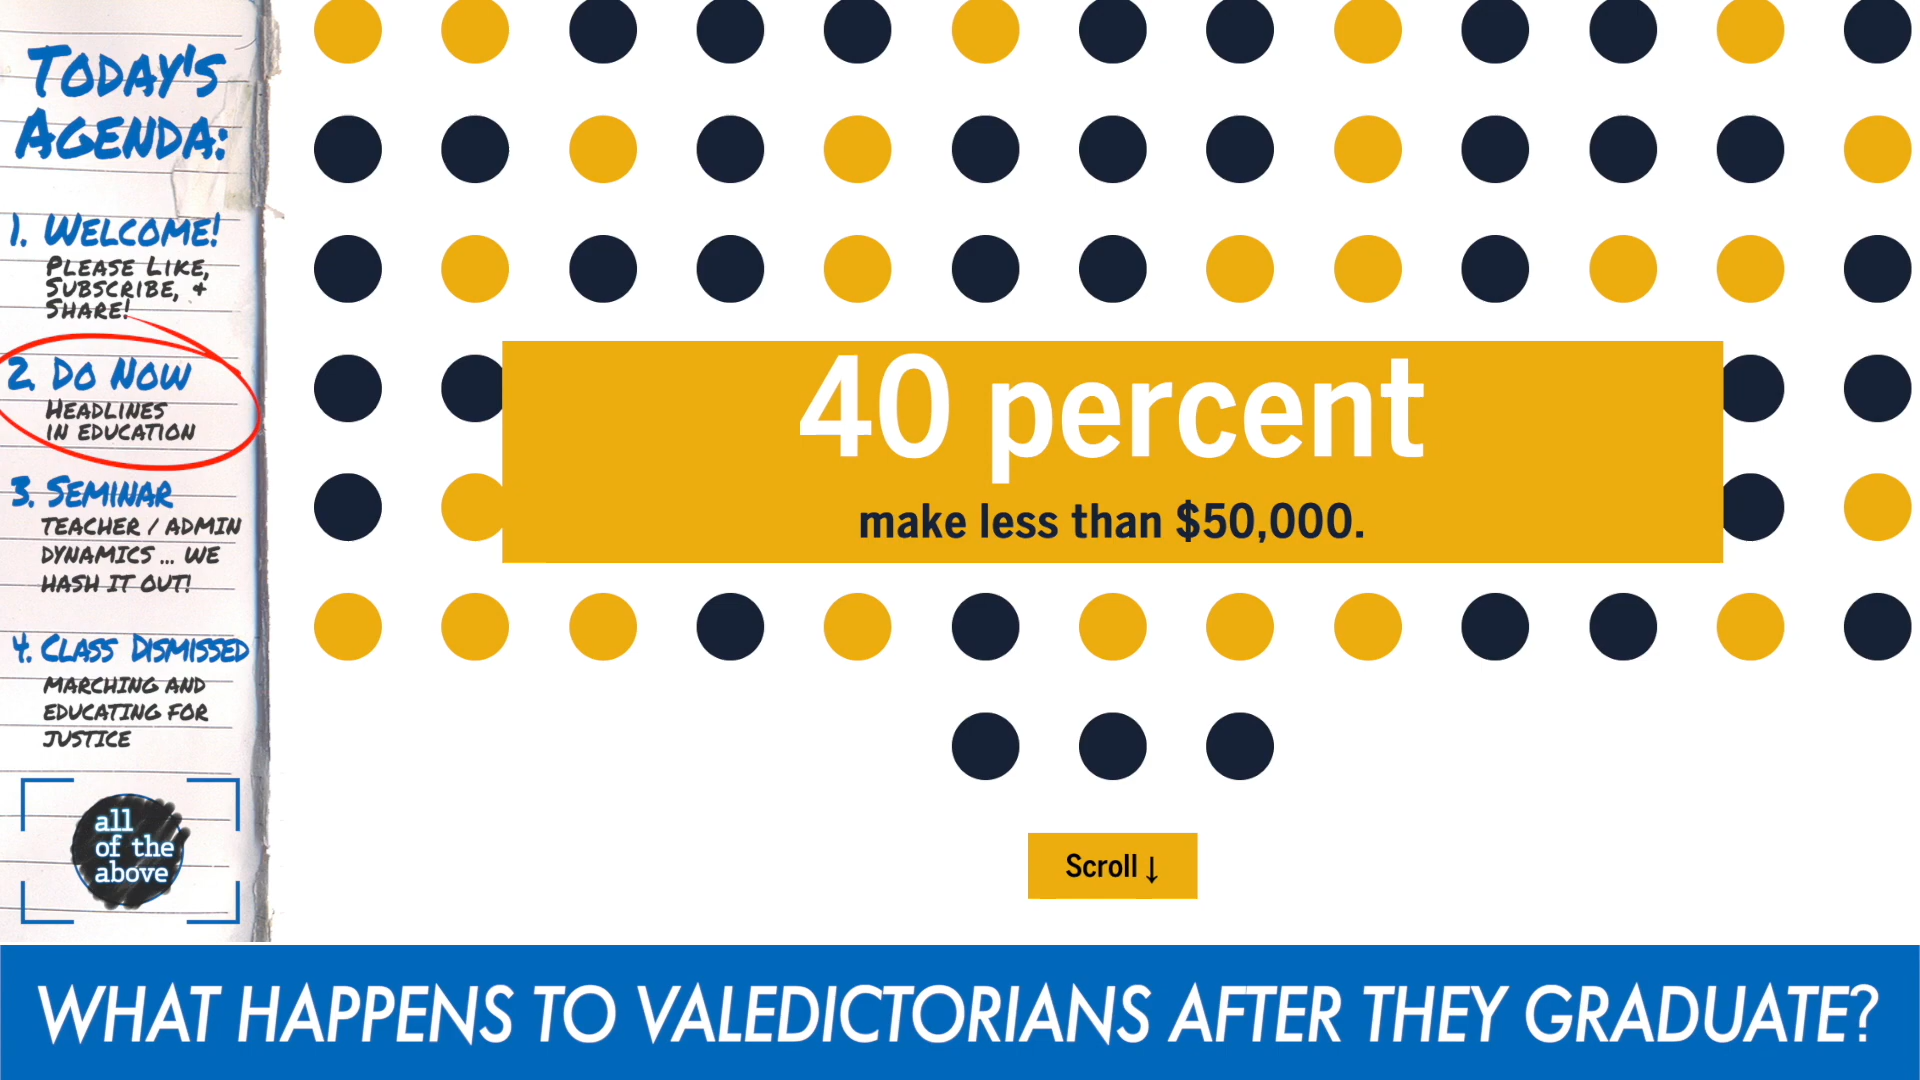 TODAY'S
AGENDA:
1. WELCOME!
PLEASE LIKE,
SUBSCRIBE, +
SHARE!
2. DO NOW
HEADLINES
IN EDUCATION
3. SEMINAR
TEACHER / ADMIN
DYNAMICS ... WE
HASH IT OUT!
4. CLASS DISMISSED
MARCHING AND
EDUCATING FOR
JUSTICE
all
of the
above
40 percent
make less than $50,000.
Scroll ↓
WHAT HAPPENS TO VALEDICTORIANS AFTER THEY GRADUATE?